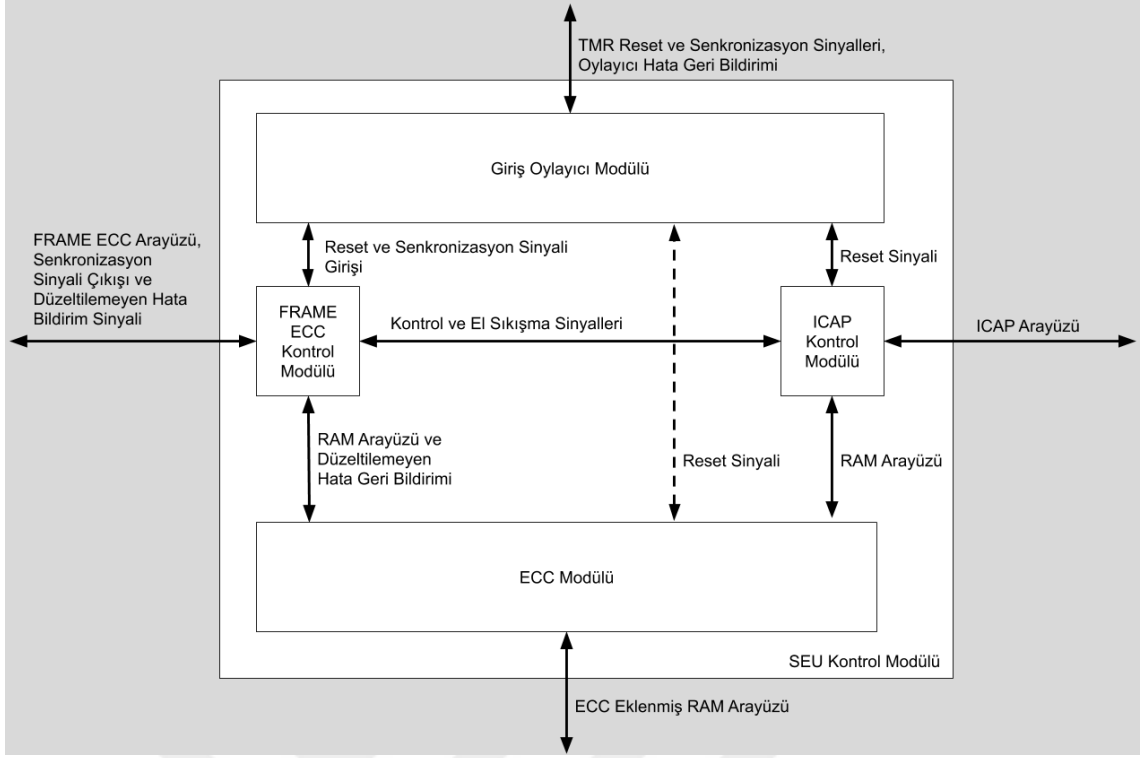 TMR Reset ve Senkronizasyon Sinyalleri,
Oylayıcı Hata Geri Bildirimi
Giriş Oylayıcı Modülü
FRAME ECC Arayüzü,
Senkronizasyon
Sinyali Çıkışı ve
Düzeltilemeyen Hata
Bildirim Sinyali
Reset ve Senkronizasyon Sinyali
Girişi
Reset Sinyali
FRAME
ECC
Kontrol
Modülü
Kontrol ve El Sıkışma Sinyalleri
ICAP
Kontrol
Modülü
ICAP Arayüzü
RAM Arayüzü ve
Düzeltilemeyen
Hata Geri Bildirimi
Reset Sinyali
RAM Arayüzü
ECC Modülü
SEU Kontrol Modülü
ECC Eklenmiş RAM Arayüzü